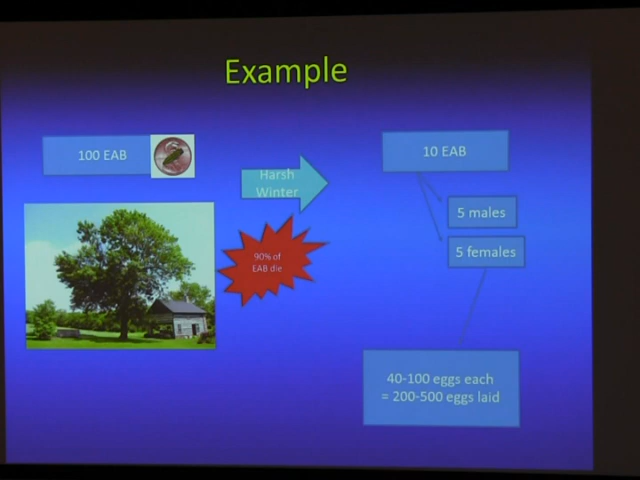 Example
100 EAB
Harsh
Winter
90% of
EAB die
10 EAB
5 males
5 females
40-100 eggs each
= 200-500 eggs laid